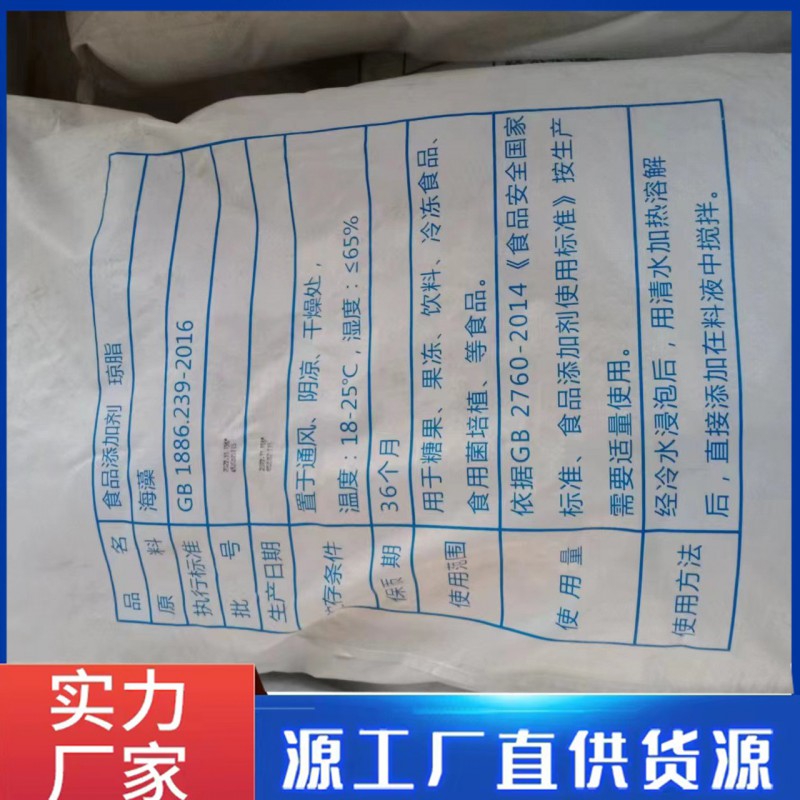 品名 食品添加剂 琼脂
原料 海藻
执行标准 GB 1886.239-2016
批号
生产日期
贮存条件 置于通风、阴凉、干燥处，
温度：18-25℃，湿度：≤65%
保质期 36个月
使用范围 用于糖果、果冻、饮料、冷冻食品、
食用菌培植、等食品。
使用量 依据GB 2760-2014《食品安全国家
标准、食品添加剂使用标准》按生产
需要适量使用。
使用方法 经冷水浸泡后，用清水加热溶解
后，直接添加在料液中搅拌。
实力
厂家
源工厂直供货源